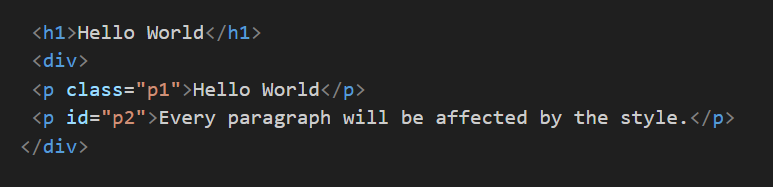 <h1>Hello World</h1>
<div>
<p class="p1">Hello World</p>
<p id="p2">Every paragraph will be affected by the style.</p>
</div>